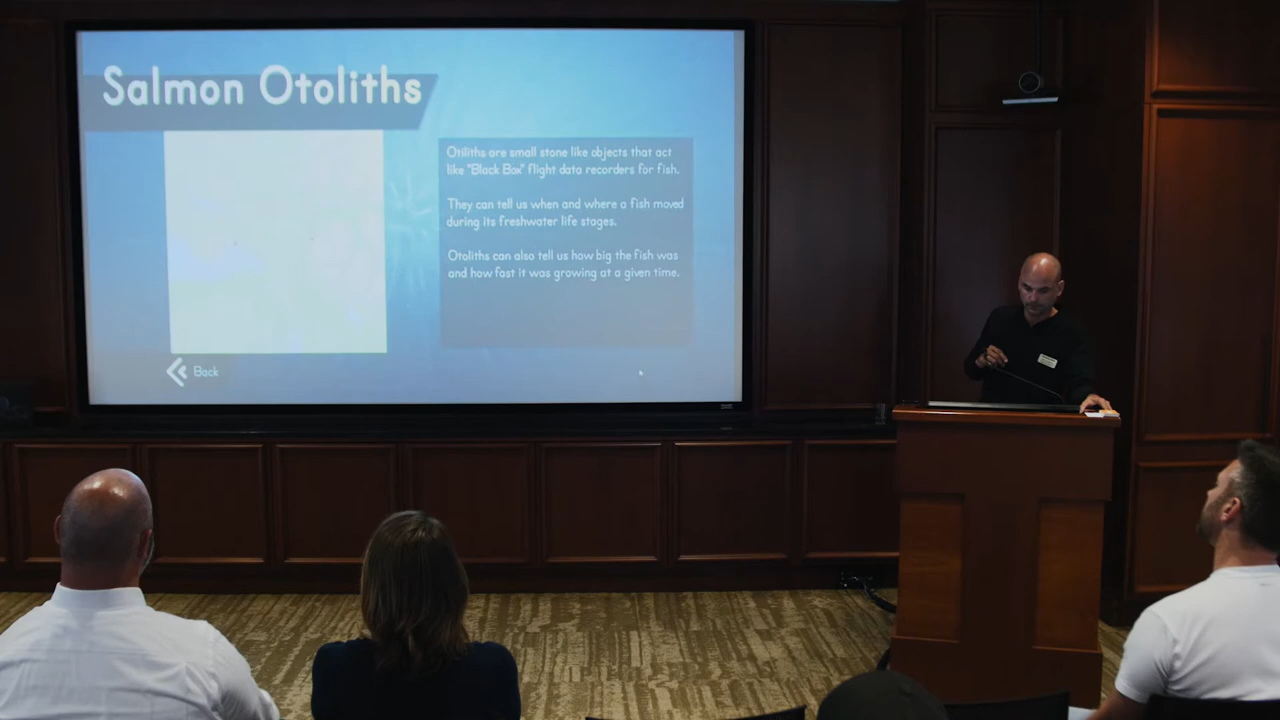 Salmon Otoliths
Otiliths are small stone like objects that act
like "Black Box" flight data recorders for fish.
They can tell us when and where a fish moved
during its freshwater life stages.
Otoliths can also tell us how big the fish was
and how fast it was growing at a given time.
Back